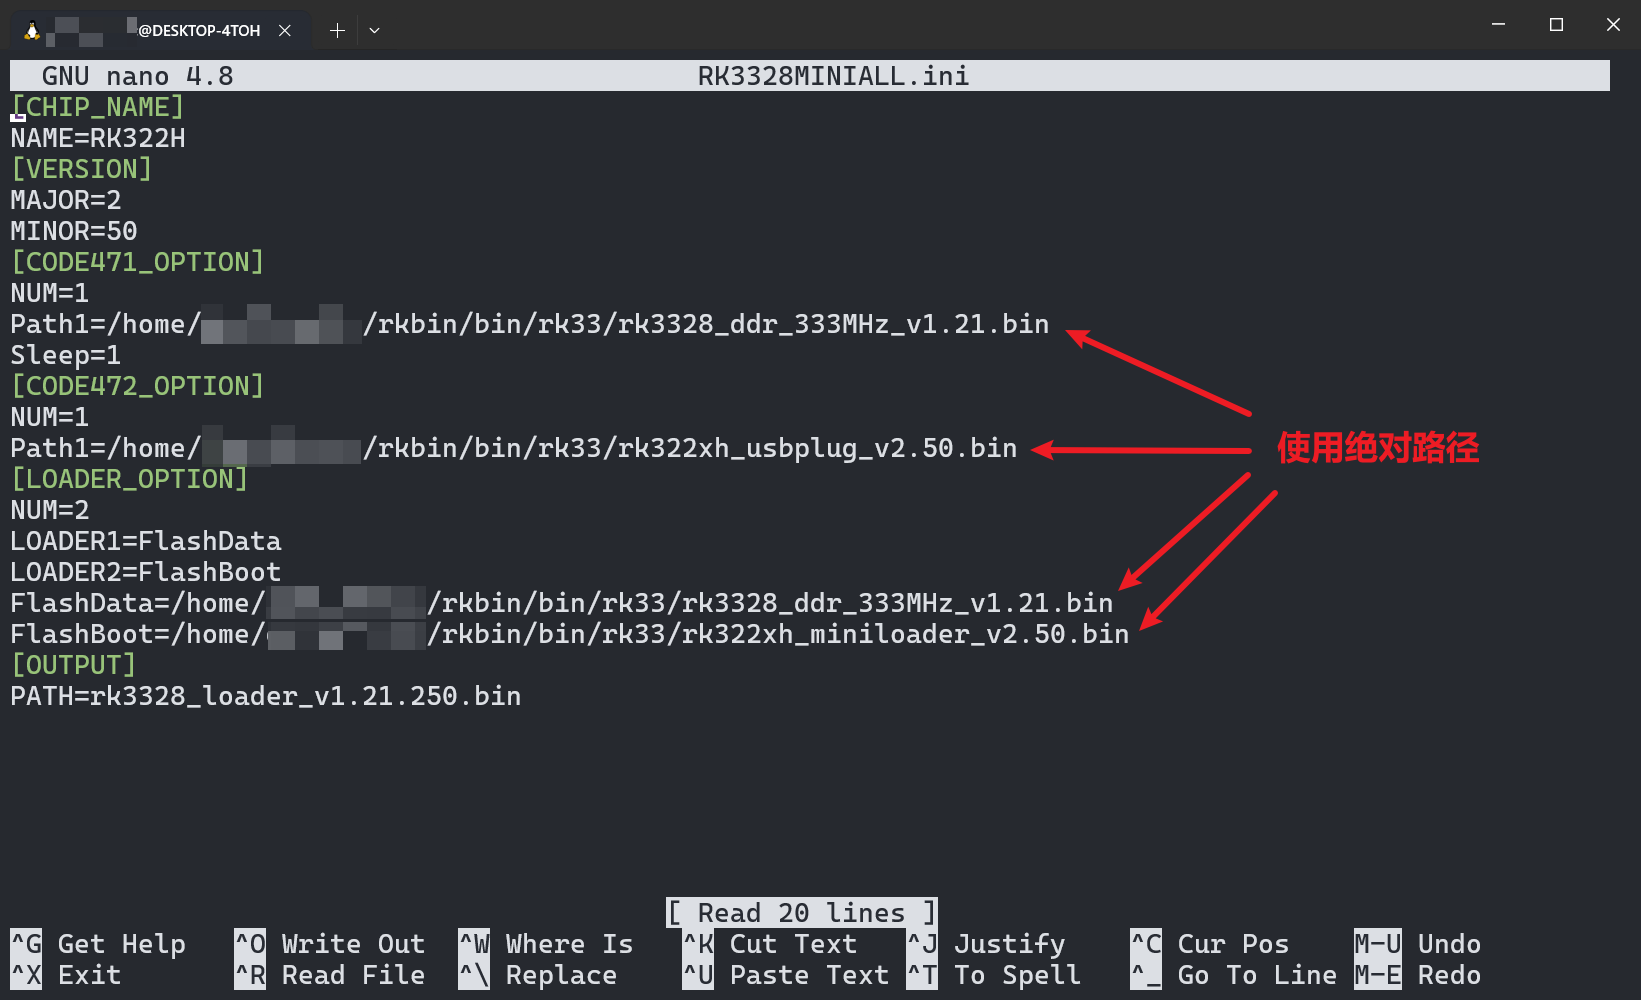 @DESKTOP-4TOH
GNU nano 4.8 RK3328MINIALL.ini
[CHIP_NAME]
NAME=RK322H
[VERSION]
MAJOR=2
MINOR=50
[CODE471_OPTION]
NUM=1
Path1=/home/ /rkbin/bin/rk33/rk3328_ddr_333MHz_v1.21.bin
Sleep=1
[CODE472_OPTION]
NUM=1
Path1=/home/ /rkbin/bin/rk33/rk322xh_usbplug_v2.50.bin
使用绝对路径
[LOADER_OPTION]
NUM=2
LOADER1=FlashData
LOADER2=FlashBoot
FlashData=/home/ /rkbin/bin/rk33/rk3328_ddr_333MHz_v1.21.bin
FlashBoot=/home/ /rkbin/bin/rk33/rk322xh_miniloader_v2.50.bin
[OUTPUT]
PATH=rk3328_loader_v1.21.250.bin
[ Read 20 lines ]
^G Get Help ^O Write Out ^W Where Is ^K Cut Text ^J Justify ^C Cur Pos M-U Undo
^X Exit ^R Read File ^\ Replace ^U Paste Text ^T To Spell ^_ Go To Line M-E Redo